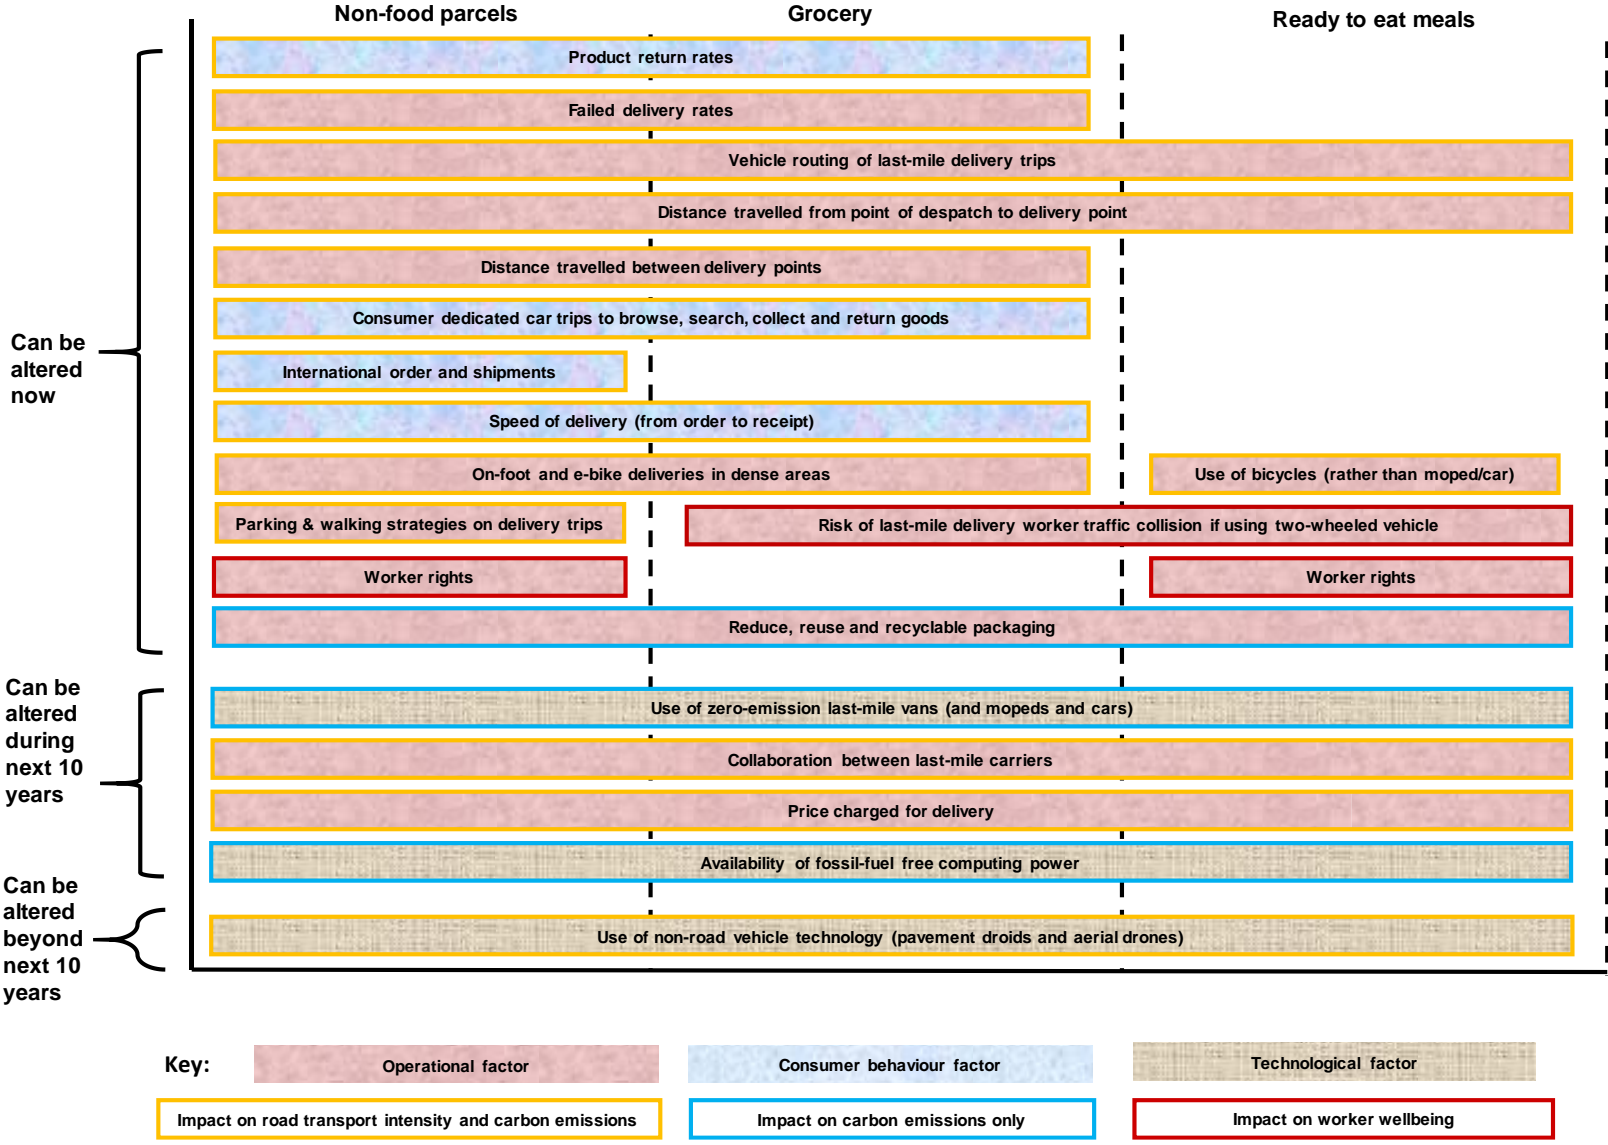 Non-food parcels
Grocery
Ready to eat meals
Can be
altered
now
Product return rates
Failed delivery rates
Vehicle routing of last-mile delivery trips
Distance travelled from point of despatch to delivery point
Distance travelled between delivery points
Consumer dedicated car trips to browse, search, collect and return goods
International order and shipments
Speed of delivery (from order to receipt)
On-foot and e-bike deliveries in dense areas
Use of bicycles (rather than moped/car)
Parking & walking strategies on delivery trips
Risk of last-mile delivery worker traffic collision if using two-wheeled vehicle
Worker rights
Worker rights
Reduce, reuse and recyclable packaging
Can be
altered
during
next 10
years
Use of zero-emission last-mile vans (and mopeds and cars)
Collaboration between last-mile carriers
Price charged for delivery
Availability of fossil-fuel free computing power
Can be
altered
beyond
next 10
years
Use of non-road vehicle technology (pavement droids and aerial drones)
Key:
Operational factor
Consumer behaviour factor
Technological factor
Impact on road transport intensity and carbon emissions
Impact on carbon emissions only
Impact on worker wellbeing